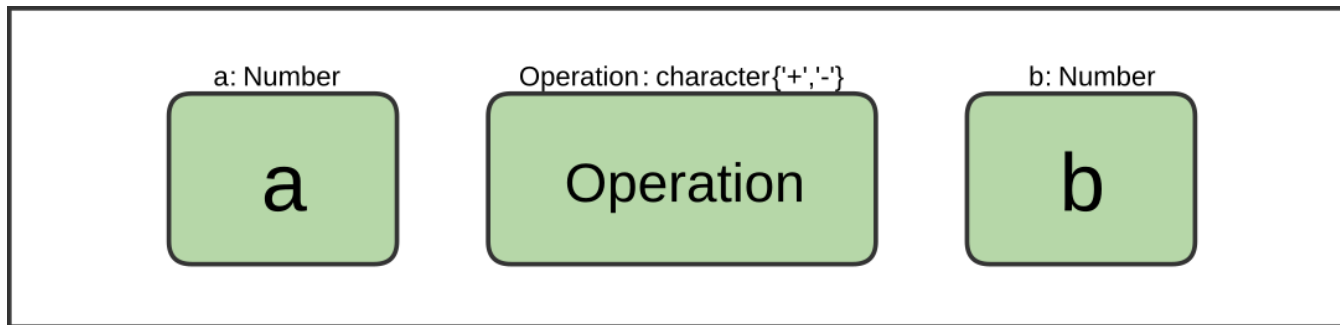 a: Number
Operation: character{'+','-'}
b: Number
a
Operation
b